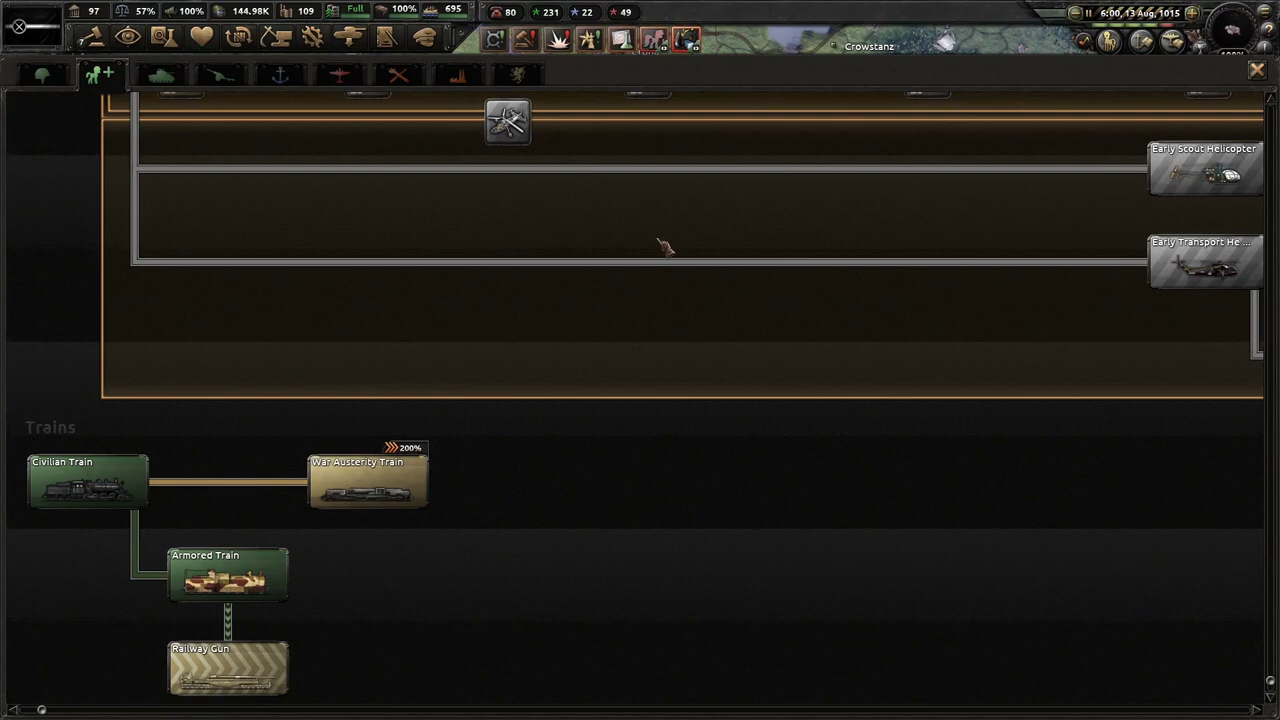 97 57% 100% 144.98K 109 Full 100% 695 80 231 22 49 6:00, 13 Aug, 1015
Crowstanz
Early Scout Helicopter
Early Transport He ...
Trains
200%
Civilian Train War Austerity Train
Armored Train
Railway Gun